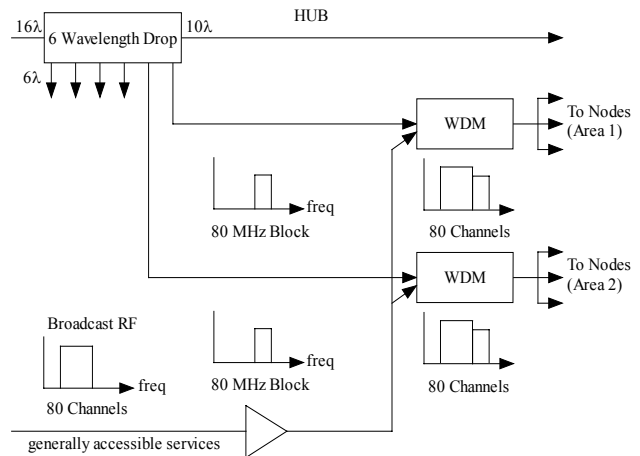 HUB
16λ
6 Wavelength Drop
10λ
6λ
WDM
To Nodes
(Area 1)
freq
80 MHz Block
80 Channels
WDM
To Nodes
(Area 2)
Broadcast RF
freq
80 Channels
freq
80 MHz Block
80 Channels
generally accessible services